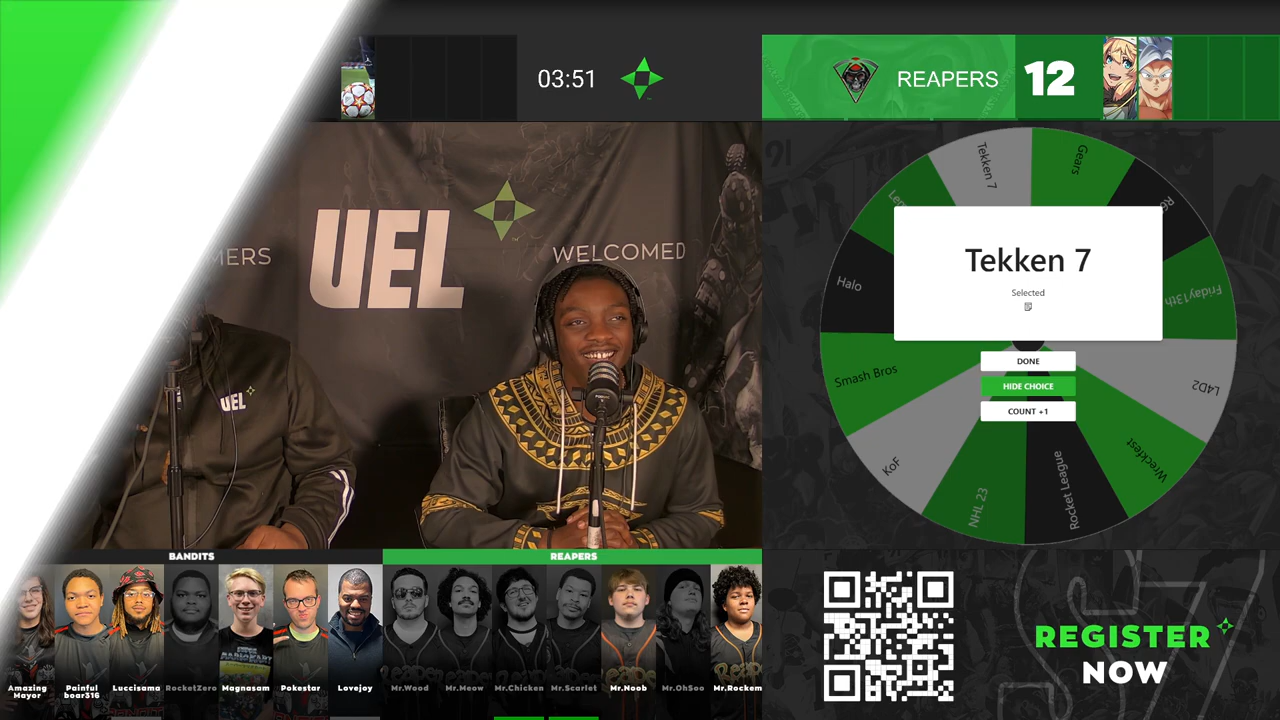 03:51
REAPERS
12
MERS
UEL
WELCOMED
UEL
Tekken 7
Gears
Halo
Smash Bros
KoF
NHL 23
Rocket League
Wreckfest
L4D2
Friday13th
Tekken 7
Selected
DONE
HIDE CHOICE
COUNT +1
BANDITS
REAPERS
Amazing
Mayor
Painful
boar316
Luccisama
RocketZero
Magnasam
Pokestar
Lovejoy
Mr.Wood
Mr.Meow
Mr.Chicken
Mr.Scarlet
Mr.Noob
Mr.OhSoo
Mr.Rockem
S7
REGISTER
NOW